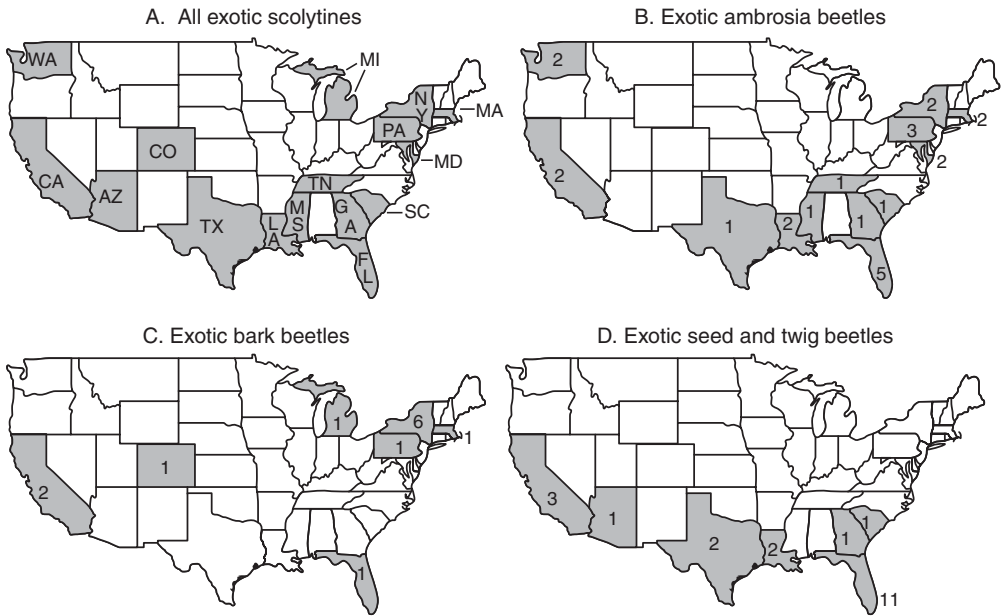 A. All exotic scolytines
WA
MI
N
Y
MA
PA
MD
CO
CA
AZ
TN
SC
TX
L
A
M
S
G
A
F
L
B. Exotic ambrosia beetles
2
2
2
3
2
2
1
1
2
1
1
1
5
C. Exotic bark beetles
1
6
1
1
1
2
1
D. Exotic seed and twig beetles
3
1
2
2
1
1
11